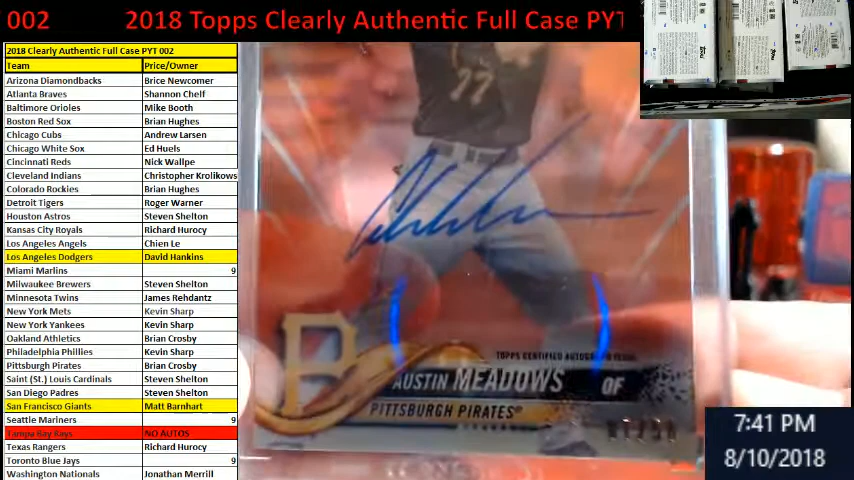 002 2018 Topps Clearly Authentic Full Case PYT
2018 Clearly Authentic Full Case PYT 002
Team Price/Owner
Arizona Diamondbacks Brice Newcomer
Atlanta Braves Shannon Chelf
Baltimore Orioles Mike Booth
Boston Red Sox Brian Hughes
Chicago Cubs Andrew Larsen
Chicago White Sox Ed Huels
Cincinnati Reds Nick Wallpe
Cleveland Indians Christopher Krolikows
Colorado Rockies Brian Hughes
Detroit Tigers Roger Warner
Houston Astros Steven Shelton
Kansas City Royals Richard Hurocy
Los Angeles Angels Chien Le
Los Angeles Dodgers David Hankins
Miami Marlins 9
Milwaukee Brewers Steven Shelton
Minnesota Twins James Rehdantz
New York Mets Kevin Sharp
New York Yankees Kevin Sharp
Oakland Athletics Brian Crosby
Philadelphia Phillies Kevin Sharp
Pittsburgh Pirates Brian Crosby
Saint (St.) Louis Cardinals Steven Shelton
San Diego Padres Steven Shelton
San Francisco Giants Matt Barnhart
Seattle Mariners 9
Tampa Bay Rays NO AUTOS
Texas Rangers Richard Hurocy
Toronto Blue Jays 9
Washington Nationals Jonathan Merrill
77
P
TOPPS CERTIFIED AUTOGRAPH ISSUE
AUSTIN MEADOWS OF
PITTSBURGH PIRATES®
7:41 PM
8/10/2018